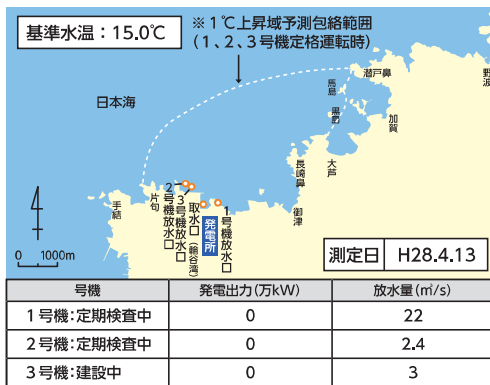 基準水温：15.0℃
※1℃上昇域予測包絡範囲
(1、2、3号機定格運転時)
日本海
潜戸鼻
馬島
黒島
加賀
野波
大芦
長崎鼻
御津
手結
片句
2号機放水口
3号機放水口
取水口(輪谷湾)
発電所
1号機放水口
0 1000m
測定日 H28.4.13
号機 発電出力(万kW) 放水量(㎥/s)
1号機：定期検査中 0 22
2号機：定期検査中 0 2.4
3号機：建設中 0 3